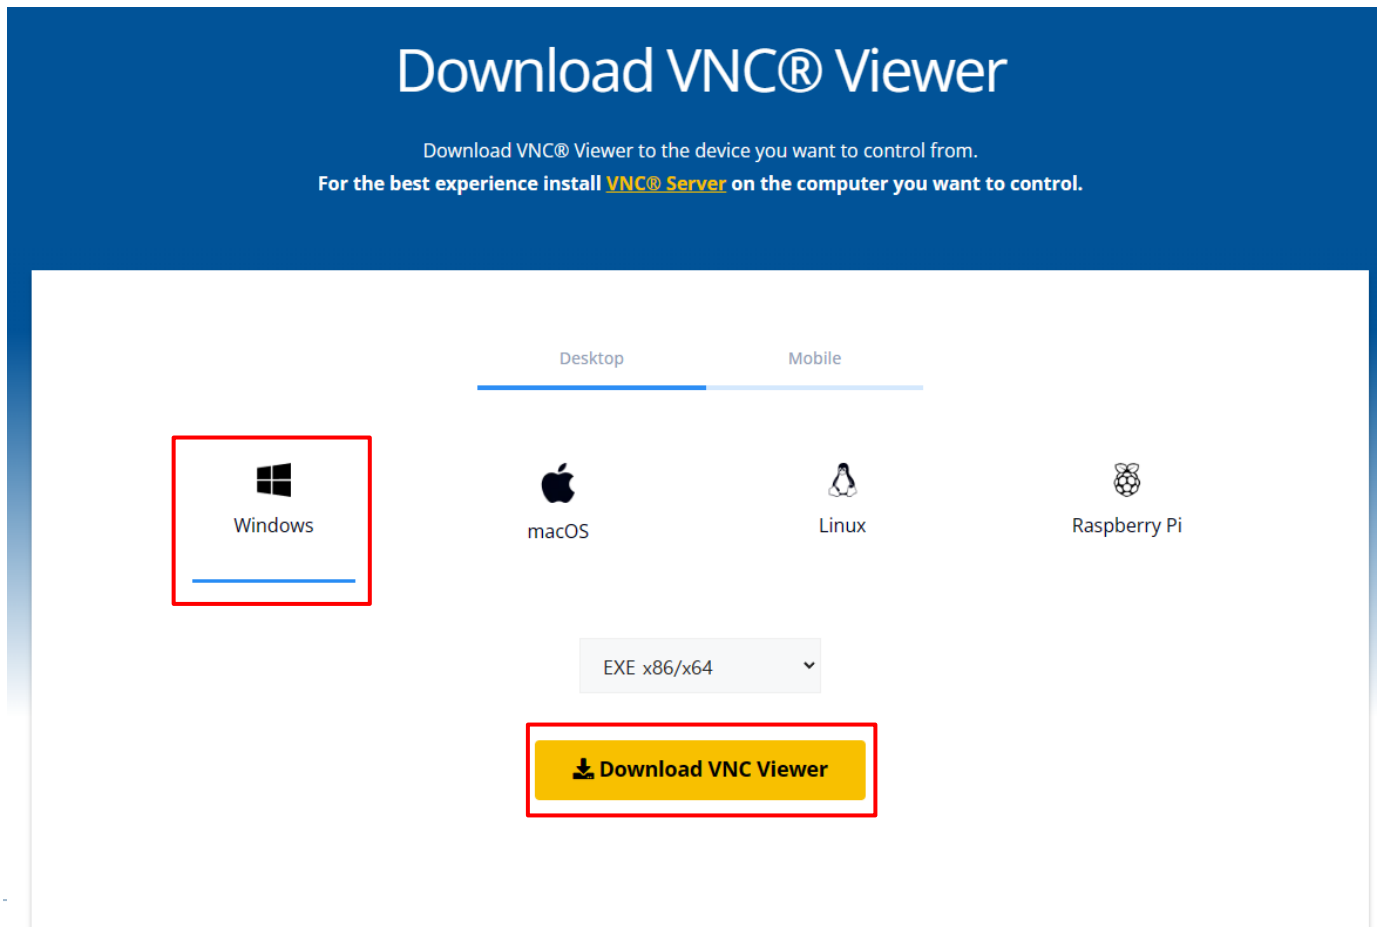 Download VNC® Viewer
Download VNC® Viewer to the device you want to control from.
For the best experience install VNC® Server on the computer you want to control.
Desktop
Mobile
Windows
macOS
Linux
Raspberry Pi
EXE x86/x64
Download VNC Viewer